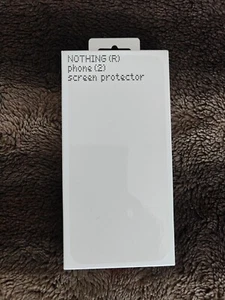 NOTHING (R)
phone (2)
screen protector